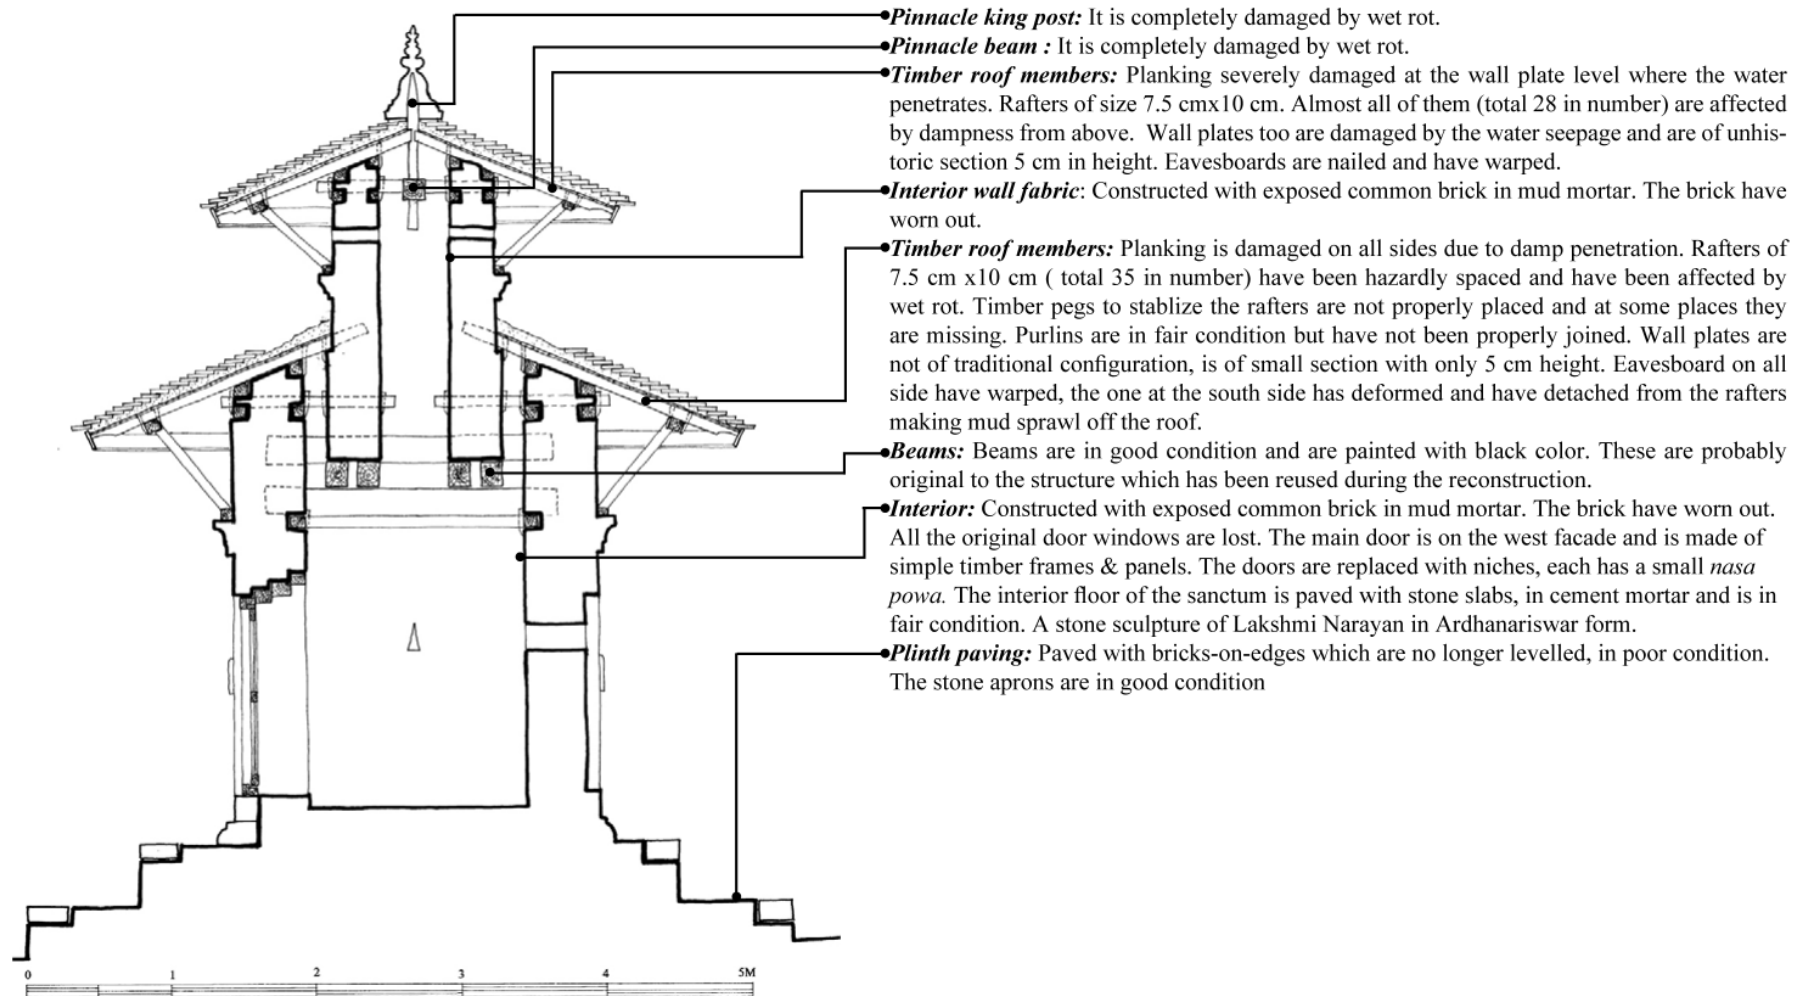 Pinnacle king post: It is completely damaged by wet rot.
Pinnacle beam : It is completely damaged by wet rot.
Timber roof members: Planking severely damaged at the wall plate level where the water
penetrates. Rafters of size 7.5 cmx10 cm. Almost all of them (total 28 in number) are affected
by dampness from above. Wall plates too are damaged by the water seepage and are of unhis-
toric section 5 cm in height. Eavesboards are nailed and have warped.
Interior wall fabric: Constructed with exposed common brick in mud mortar. The brick have
worn out.
Timber roof members: Planking is damaged on all sides due to damp penetration. Rafters of
7.5 cm x10 cm ( total 35 in number) have been hazardly spaced and have been affected by
wet rot. Timber pegs to stablize the rafters are not properly placed and at some places they
are missing. Purlins are in fair condition but have not been properly joined. Wall plates are
not of traditional configuration, is of small section with only 5 cm height. Eavesboard on all
side have warped, the one at the south side has deformed and have detached from the rafters
making mud sprawl off the roof.
Beams: Beams are in good condition and are painted with black color. These are probably
original to the structure which has been reused during the reconstruction.
Interior: Constructed with exposed common brick in mud mortar. The brick have worn out.
All the original door windows are lost. The main door is on the west facade and is made of
simple timber frames & panels. The doors are replaced with niches, each has a small nasa
powa. The interior floor of the sanctum is paved with stone slabs, in cement mortar and is in
fair condition. A stone sculpture of Lakshmi Narayan in Ardhanariswar form.
Plinth paving: Paved with bricks-on-edges which are no longer levelled, in poor condition.
The stone aprons are in good condition
0 1 2 3 4 5M